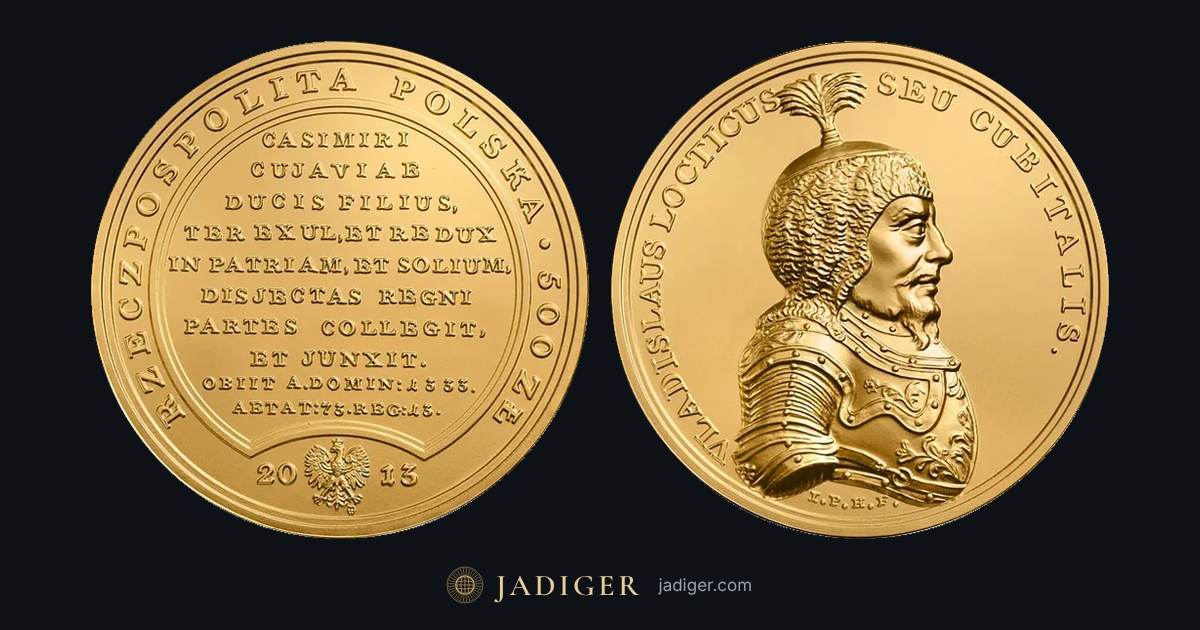 RZECZPOSPOLITA POLSKA · 500 ZŁ
CASIMIRI
CUJAVIAE
DUCIS FILIUS,
TER EXUL, ET REDUX
IN PATRIAM, ET SOLIUM,
DISJECTAS REGNI
PARTES COLLEGIT,
ET JUNXIT.
OBIIT A.DOMIN: 1333.
AETAT: 73. REG: 13.
20 13
VLADISLAUS LOCTICUS SEU CUBITALIS.
I.P.H.F.
JADIGER jadiger.com